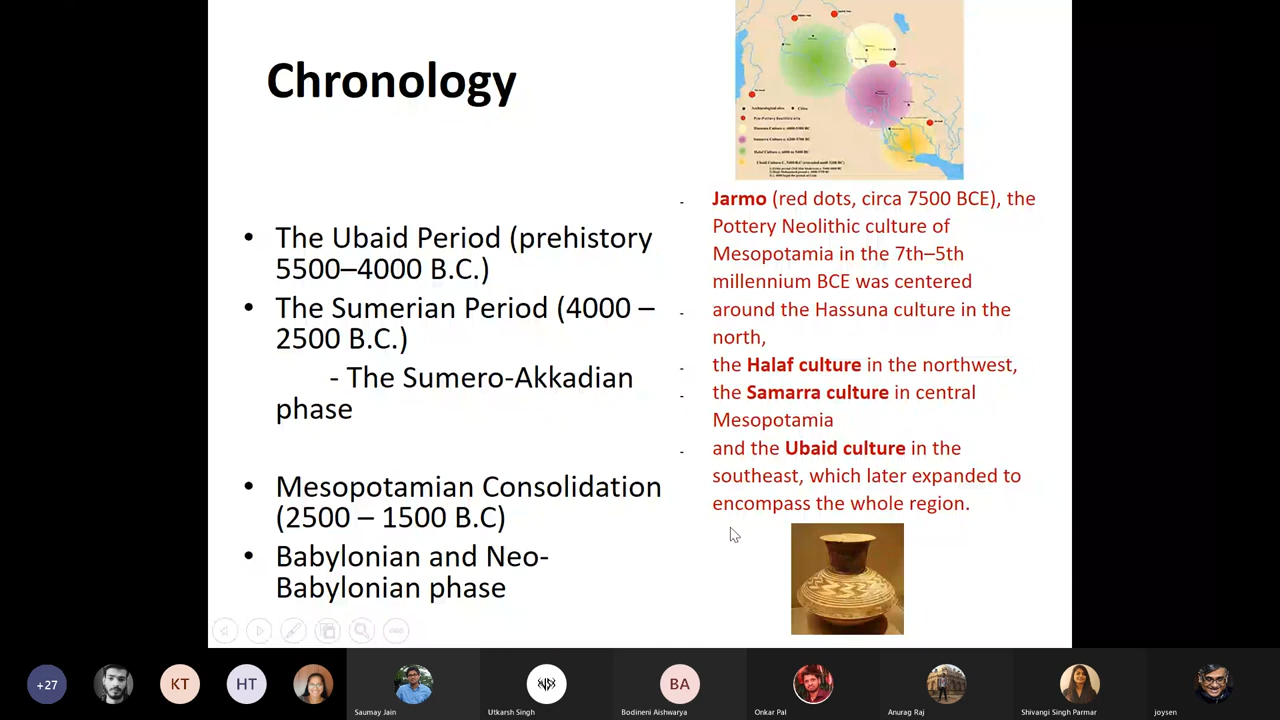 Chronology
• The Ubaid Period (prehistory
5500–4000 B.C.)
• The Sumerian Period (4000 –
2500 B.C.)
- The Sumero-Akkadian
phase
• Mesopotamian Consolidation
(2500 – 1500 B.C)
• Babylonian and Neo-
Babylonian phase
- Jarmo (red dots, circa 7500 BCE), the
Pottery Neolithic culture of
Mesopotamia in the 7th–5th
millennium BCE was centered
- around the Hassuna culture in the
north,
- the Halaf culture in the northwest,
- the Samarra culture in central
Mesopotamia
- and the Ubaid culture in the
southeast, which later expanded to
encompass the whole region.
+27
KT
HT
Saumay Jain
Utkarsh Singh
BA
Bodineni Aishwarya
Onkar Pal
Anurag Raj
Shivangi Singh Parmar
joysen